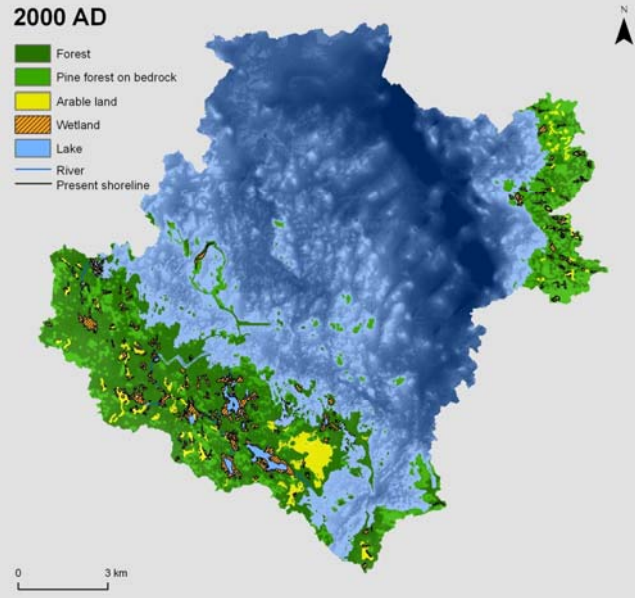 2000 AD
N
Forest
Pine forest on bedrock
Arable land
Wetland
Lake
River
Present shoreline
0 3 km